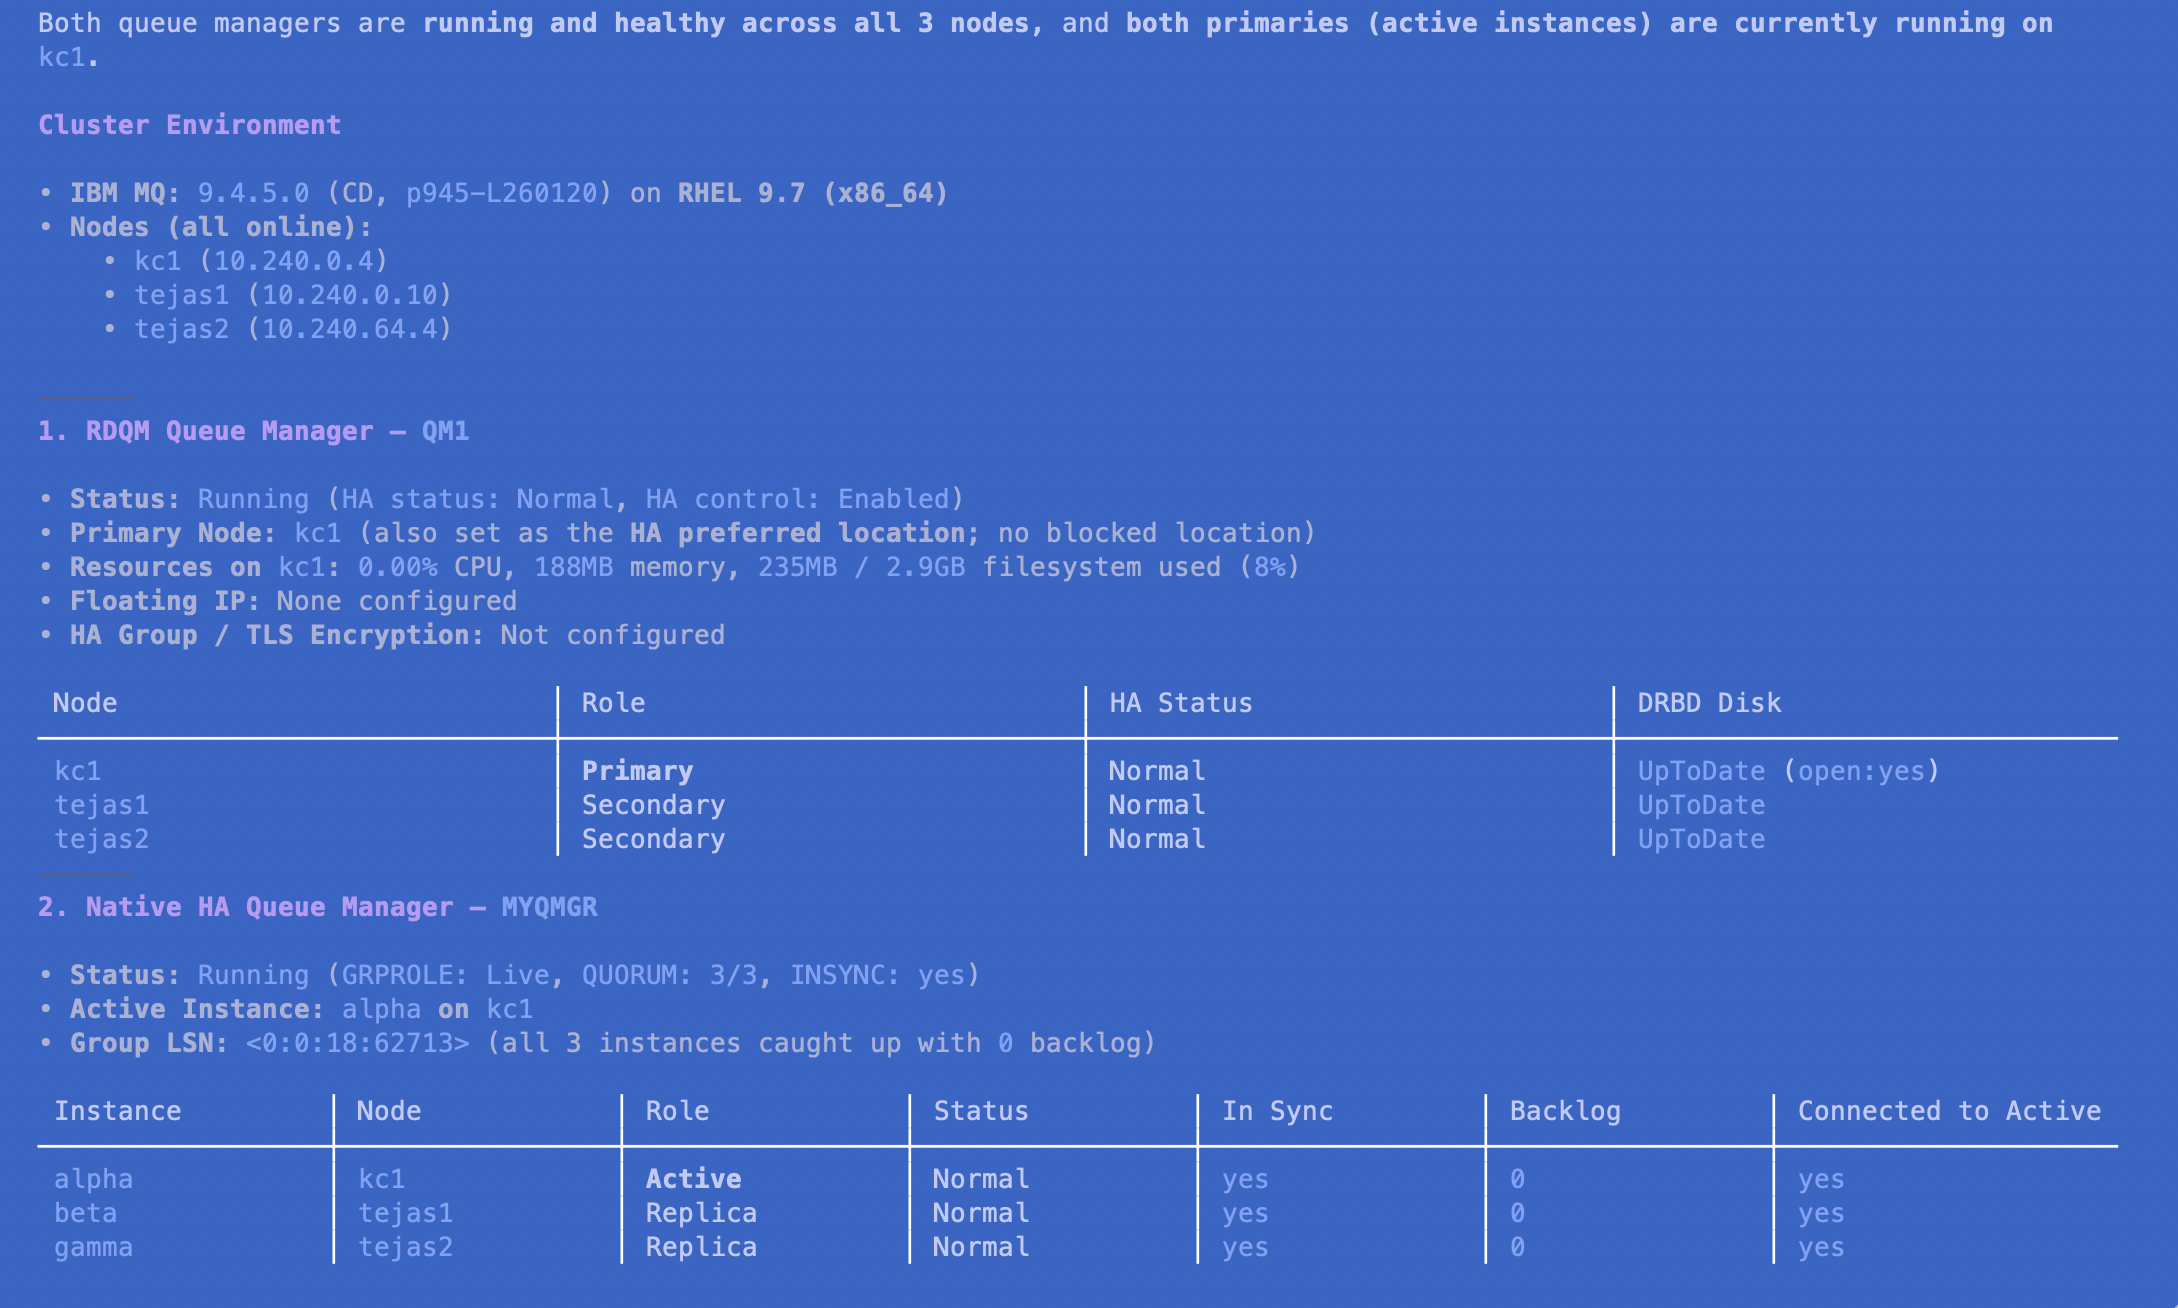 Both queue managers are running and healthy across all 3 nodes, and both primaries (active instances) are currently running on
kc1.
Cluster Environment
• IBM MQ: 9.4.5.0 (CD, p945-L260120) on RHEL 9.7 (x86_64)
• Nodes (all online):
• kc1 (10.240.0.4)
• tejas1 (10.240.0.10)
• tejas2 (10.240.64.4)
1. RDQM Queue Manager — QM1
• Status: Running (HA status: Normal, HA control: Enabled)
• Primary Node: kc1 (also set as the HA preferred location; no blocked location)
• Resources on kc1: 0.00% CPU, 188MB memory, 235MB / 2.9GB filesystem used (8%)
• Floating IP: None configured
• HA Group / TLS Encryption: Not configured
Node Role HA Status DRBD Disk
kc1 Primary Normal UpToDate (open:yes)
tejas1 Secondary Normal UpToDate
tejas2 Secondary Normal UpToDate
2. Native HA Queue Manager — MYQMGR
• Status: Running (GRPROLE: Live, QUORUM: 3/3, INSYNC: yes)
• Active Instance: alpha on kc1
• Group LSN: <0:0:18:62713> (all 3 instances caught up with 0 backlog)
Instance Node Role Status In Sync Backlog Connected to Active
alpha kc1 Active Normal yes 0 yes
beta tejas1 Replica Normal yes 0 yes
gamma tejas2 Replica Normal yes 0 yes